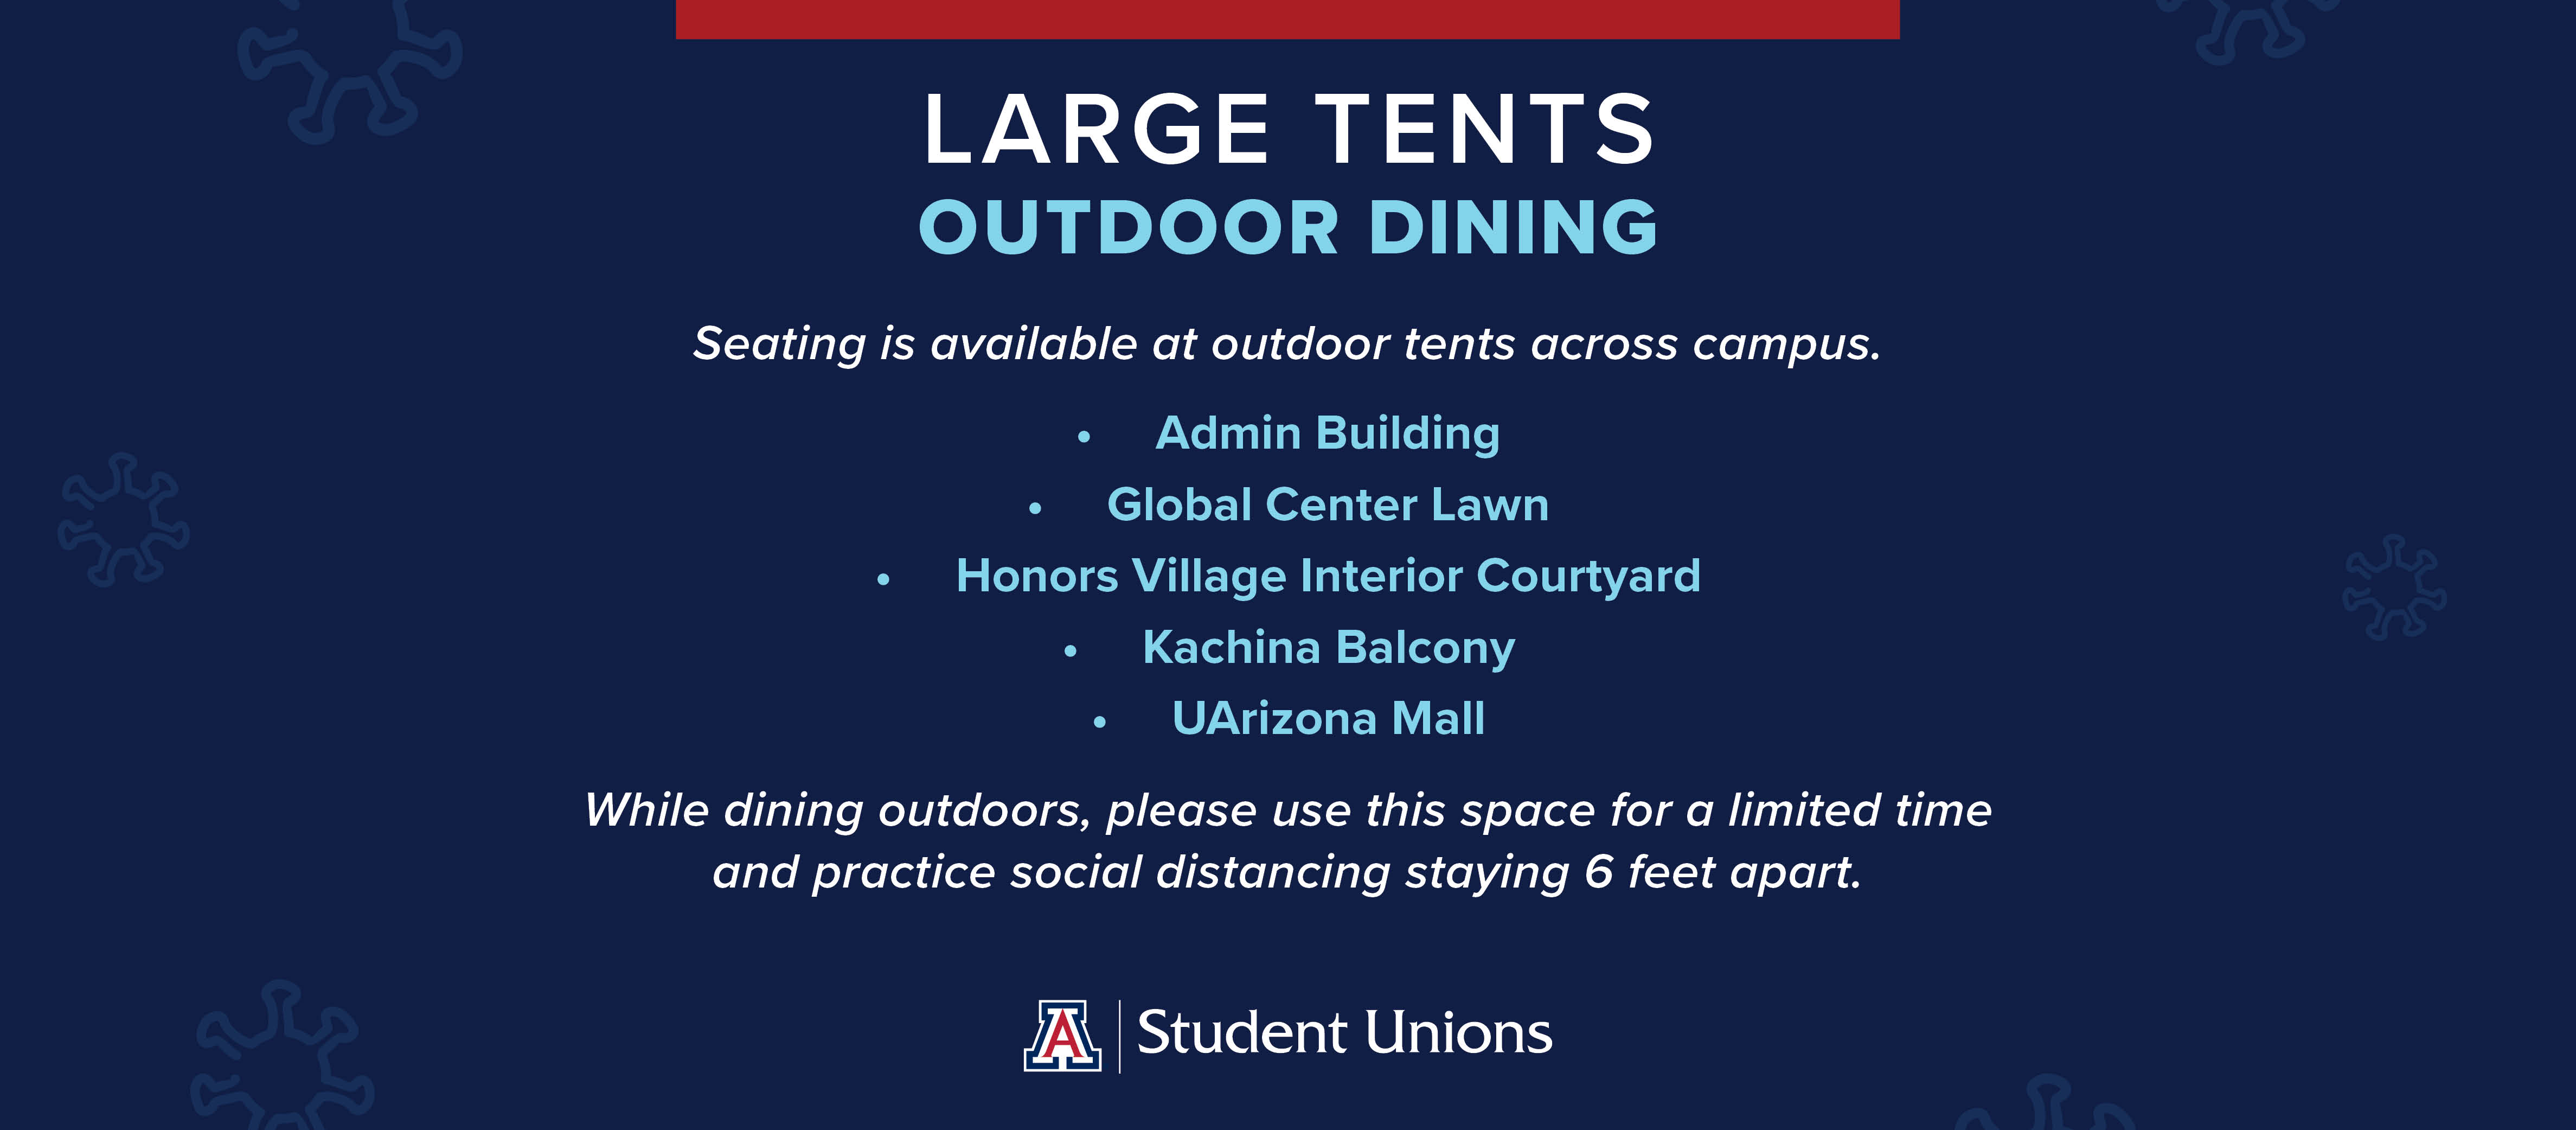 LARGE TENTS
OUTDOOR DINING
Seating is available at outdoor tents across campus.
• Admin Building
• Global Center Lawn
• Honors Village Interior Courtyard
• Kachina Balcony
• UArizona Mall
While dining outdoors, please use this space for a limited time
and practice social distancing staying 6 feet apart.
A Student Unions